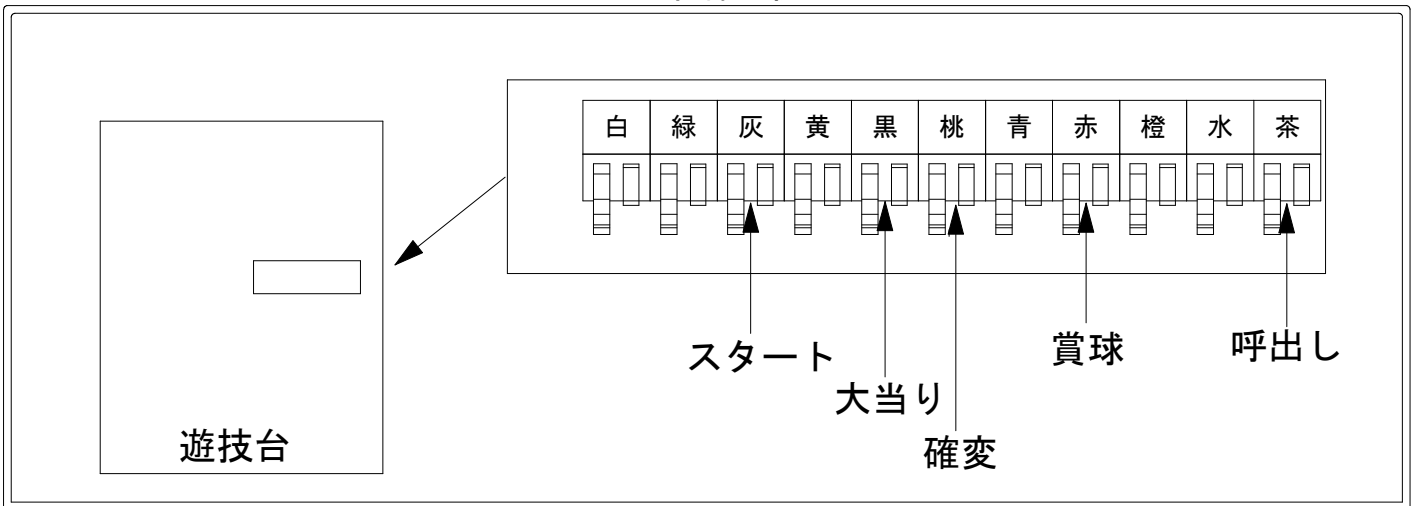 白 緑 灰 黄 黒 桃 青 赤 橙 水 茶
スタート
大当り
確変
賞球
呼出し
遊技台